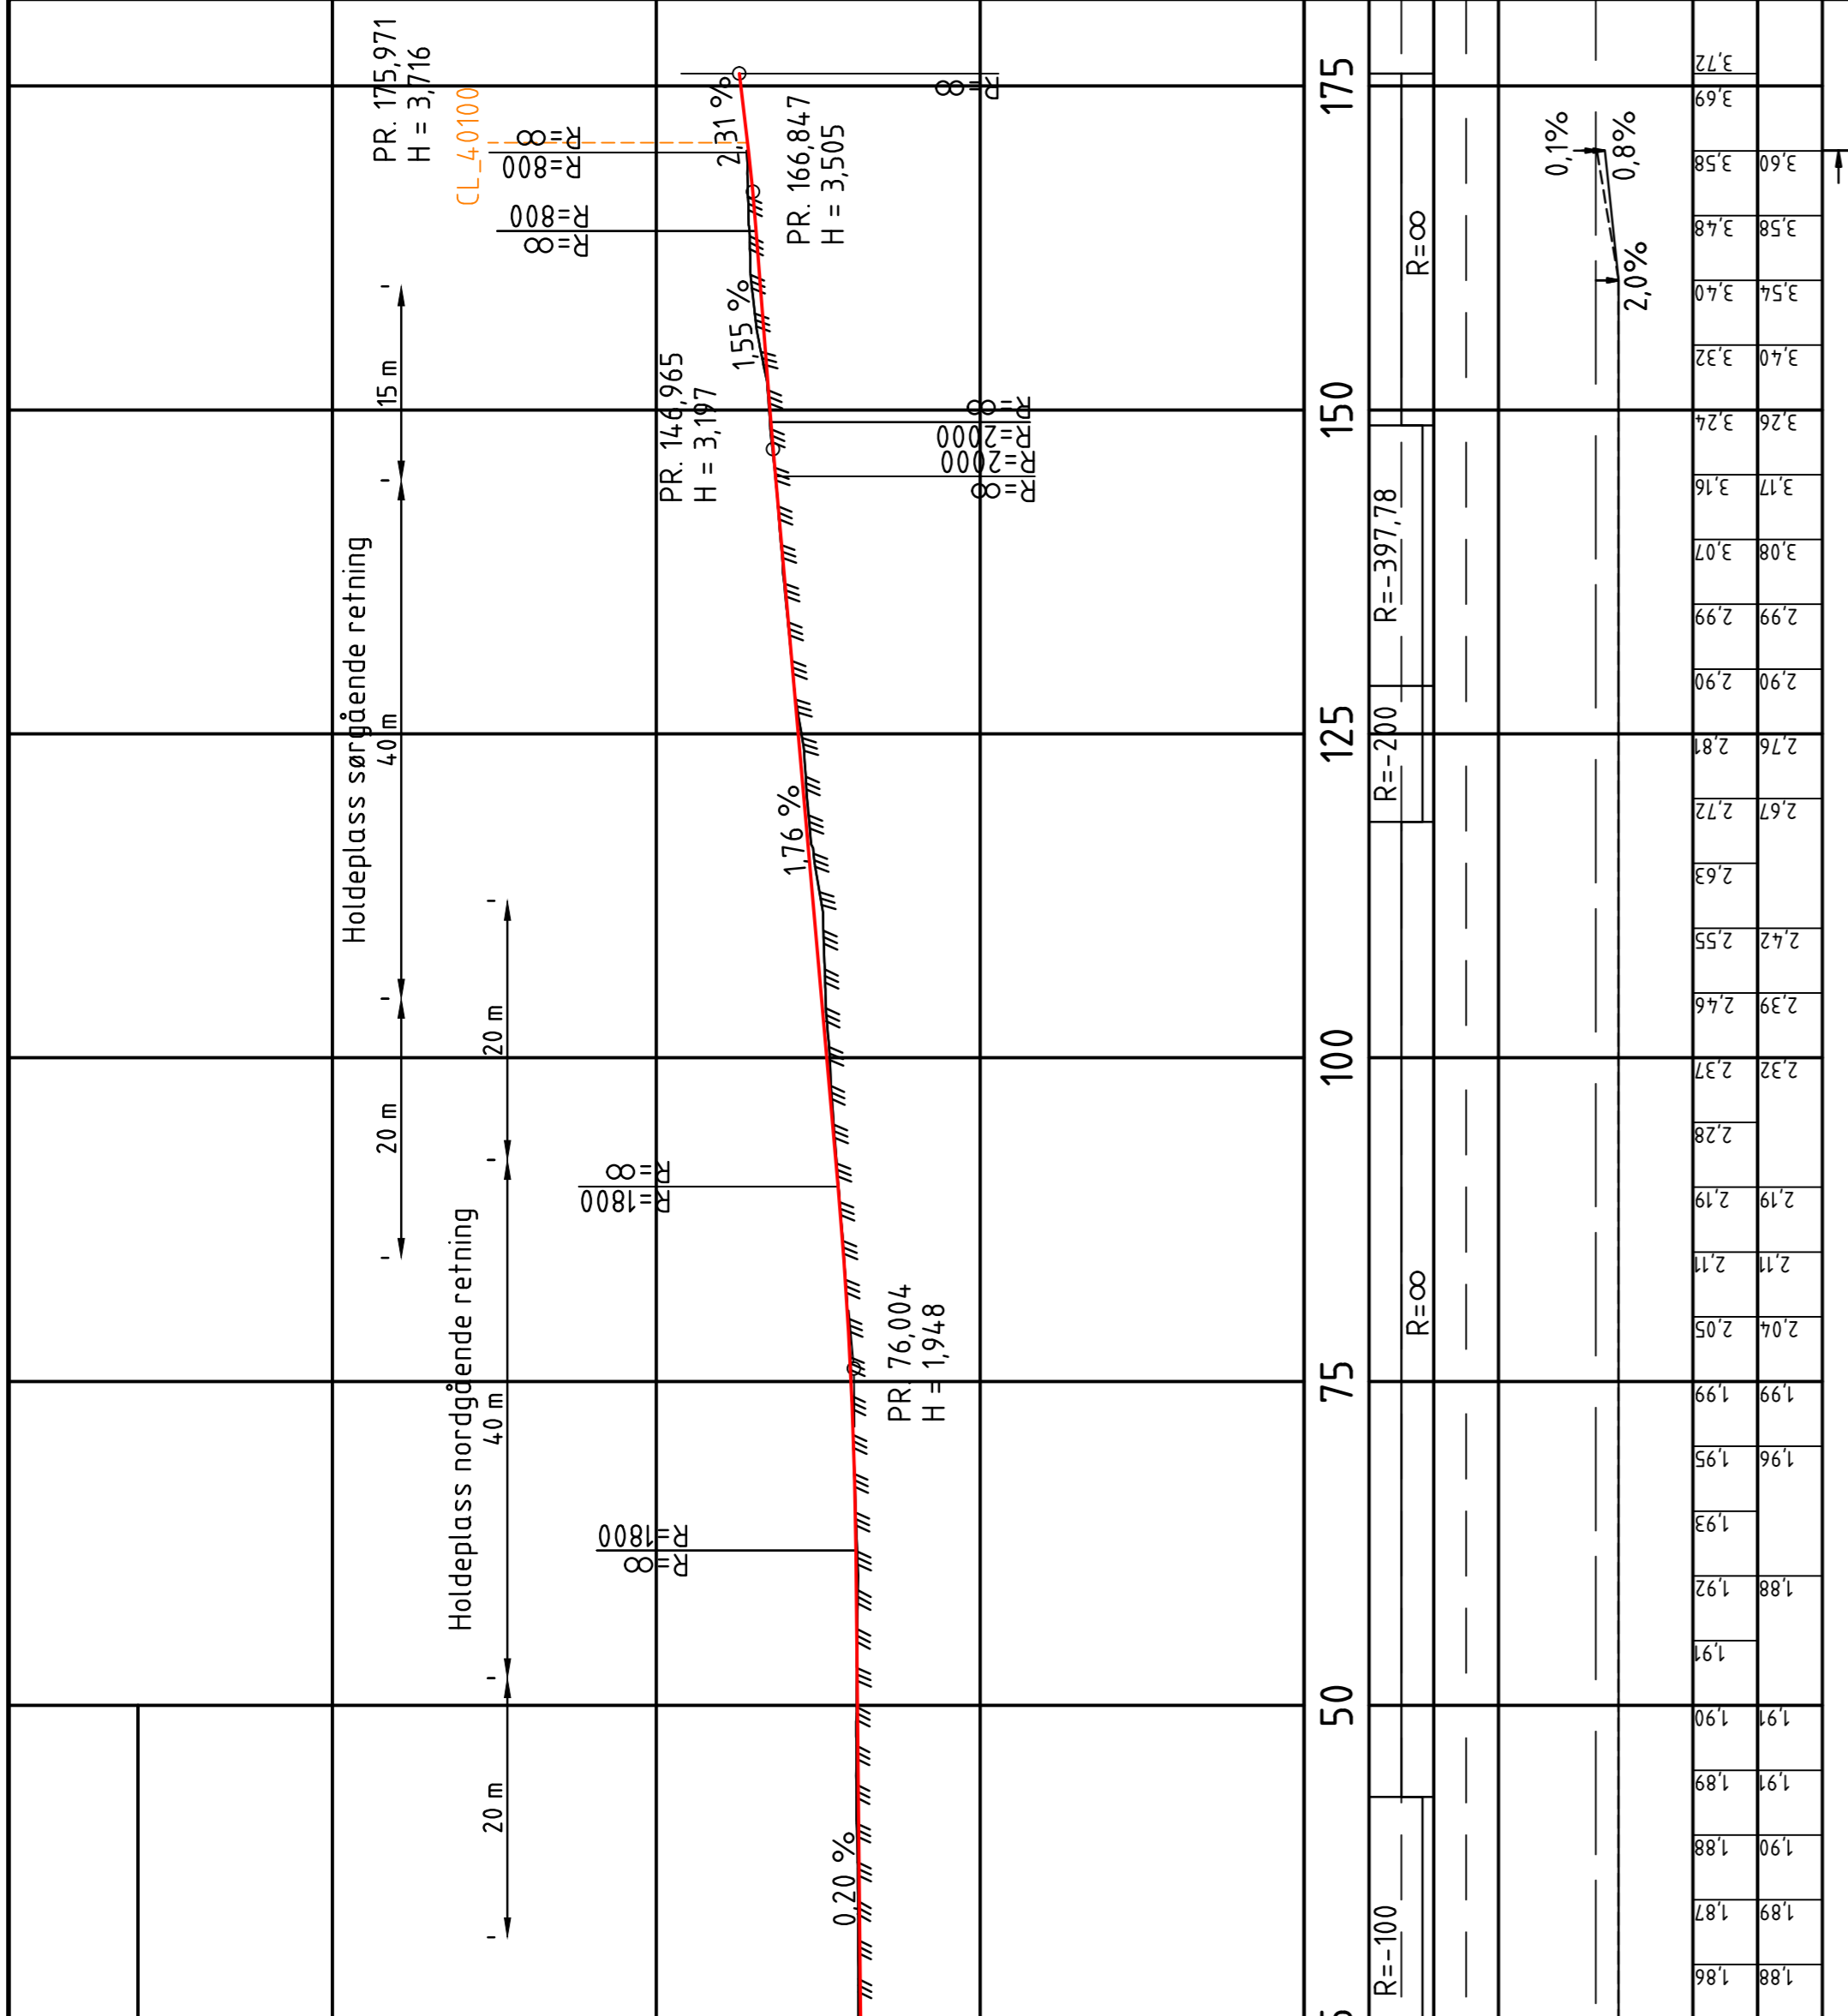 PR. 175,971
H = 3,716
CL_40100
R=∞
R=800
R=800
R=∞
2,31 %
R=∞
PR. 166,847
H = 3,505
1,55 %
15 m
PR. 146,965
H = 3,197
R=∞
R=2000
R=2000
R=∞
Holdeplass sørgående retning
40 m
1,76 %
20 m
20 m
R=∞
R=1800
Holdeplass nordgående retning
40 m
PR. 76,004
H = 1,948
R=1800
R=∞
20 m
0,20 %
175
150
125
100
75
50
R=∞
R=-397,78
R=-200
R=∞
R=-100
0,1%
0,8%
2,0%
3,72
3,69
3,58 3,60
3,48 3,58
3,40 3,54
3,32 3,40
3,24 3,26
3,16 3,17
3,07 3,08
2,99 2,99
2,90 2,90
2,81 2,76
2,72 2,67
2,63
2,55 2,42
2,46 2,39
2,37 2,32
2,28
2,19 2,19
2,11 2,11
2,05 2,04
1,99 1,99
1,95 1,96
1,93
1,92 1,88
1,91
1,90 1,91
1,89 1,91
1,88 1,90
1,87 1,89
1,86 1,88